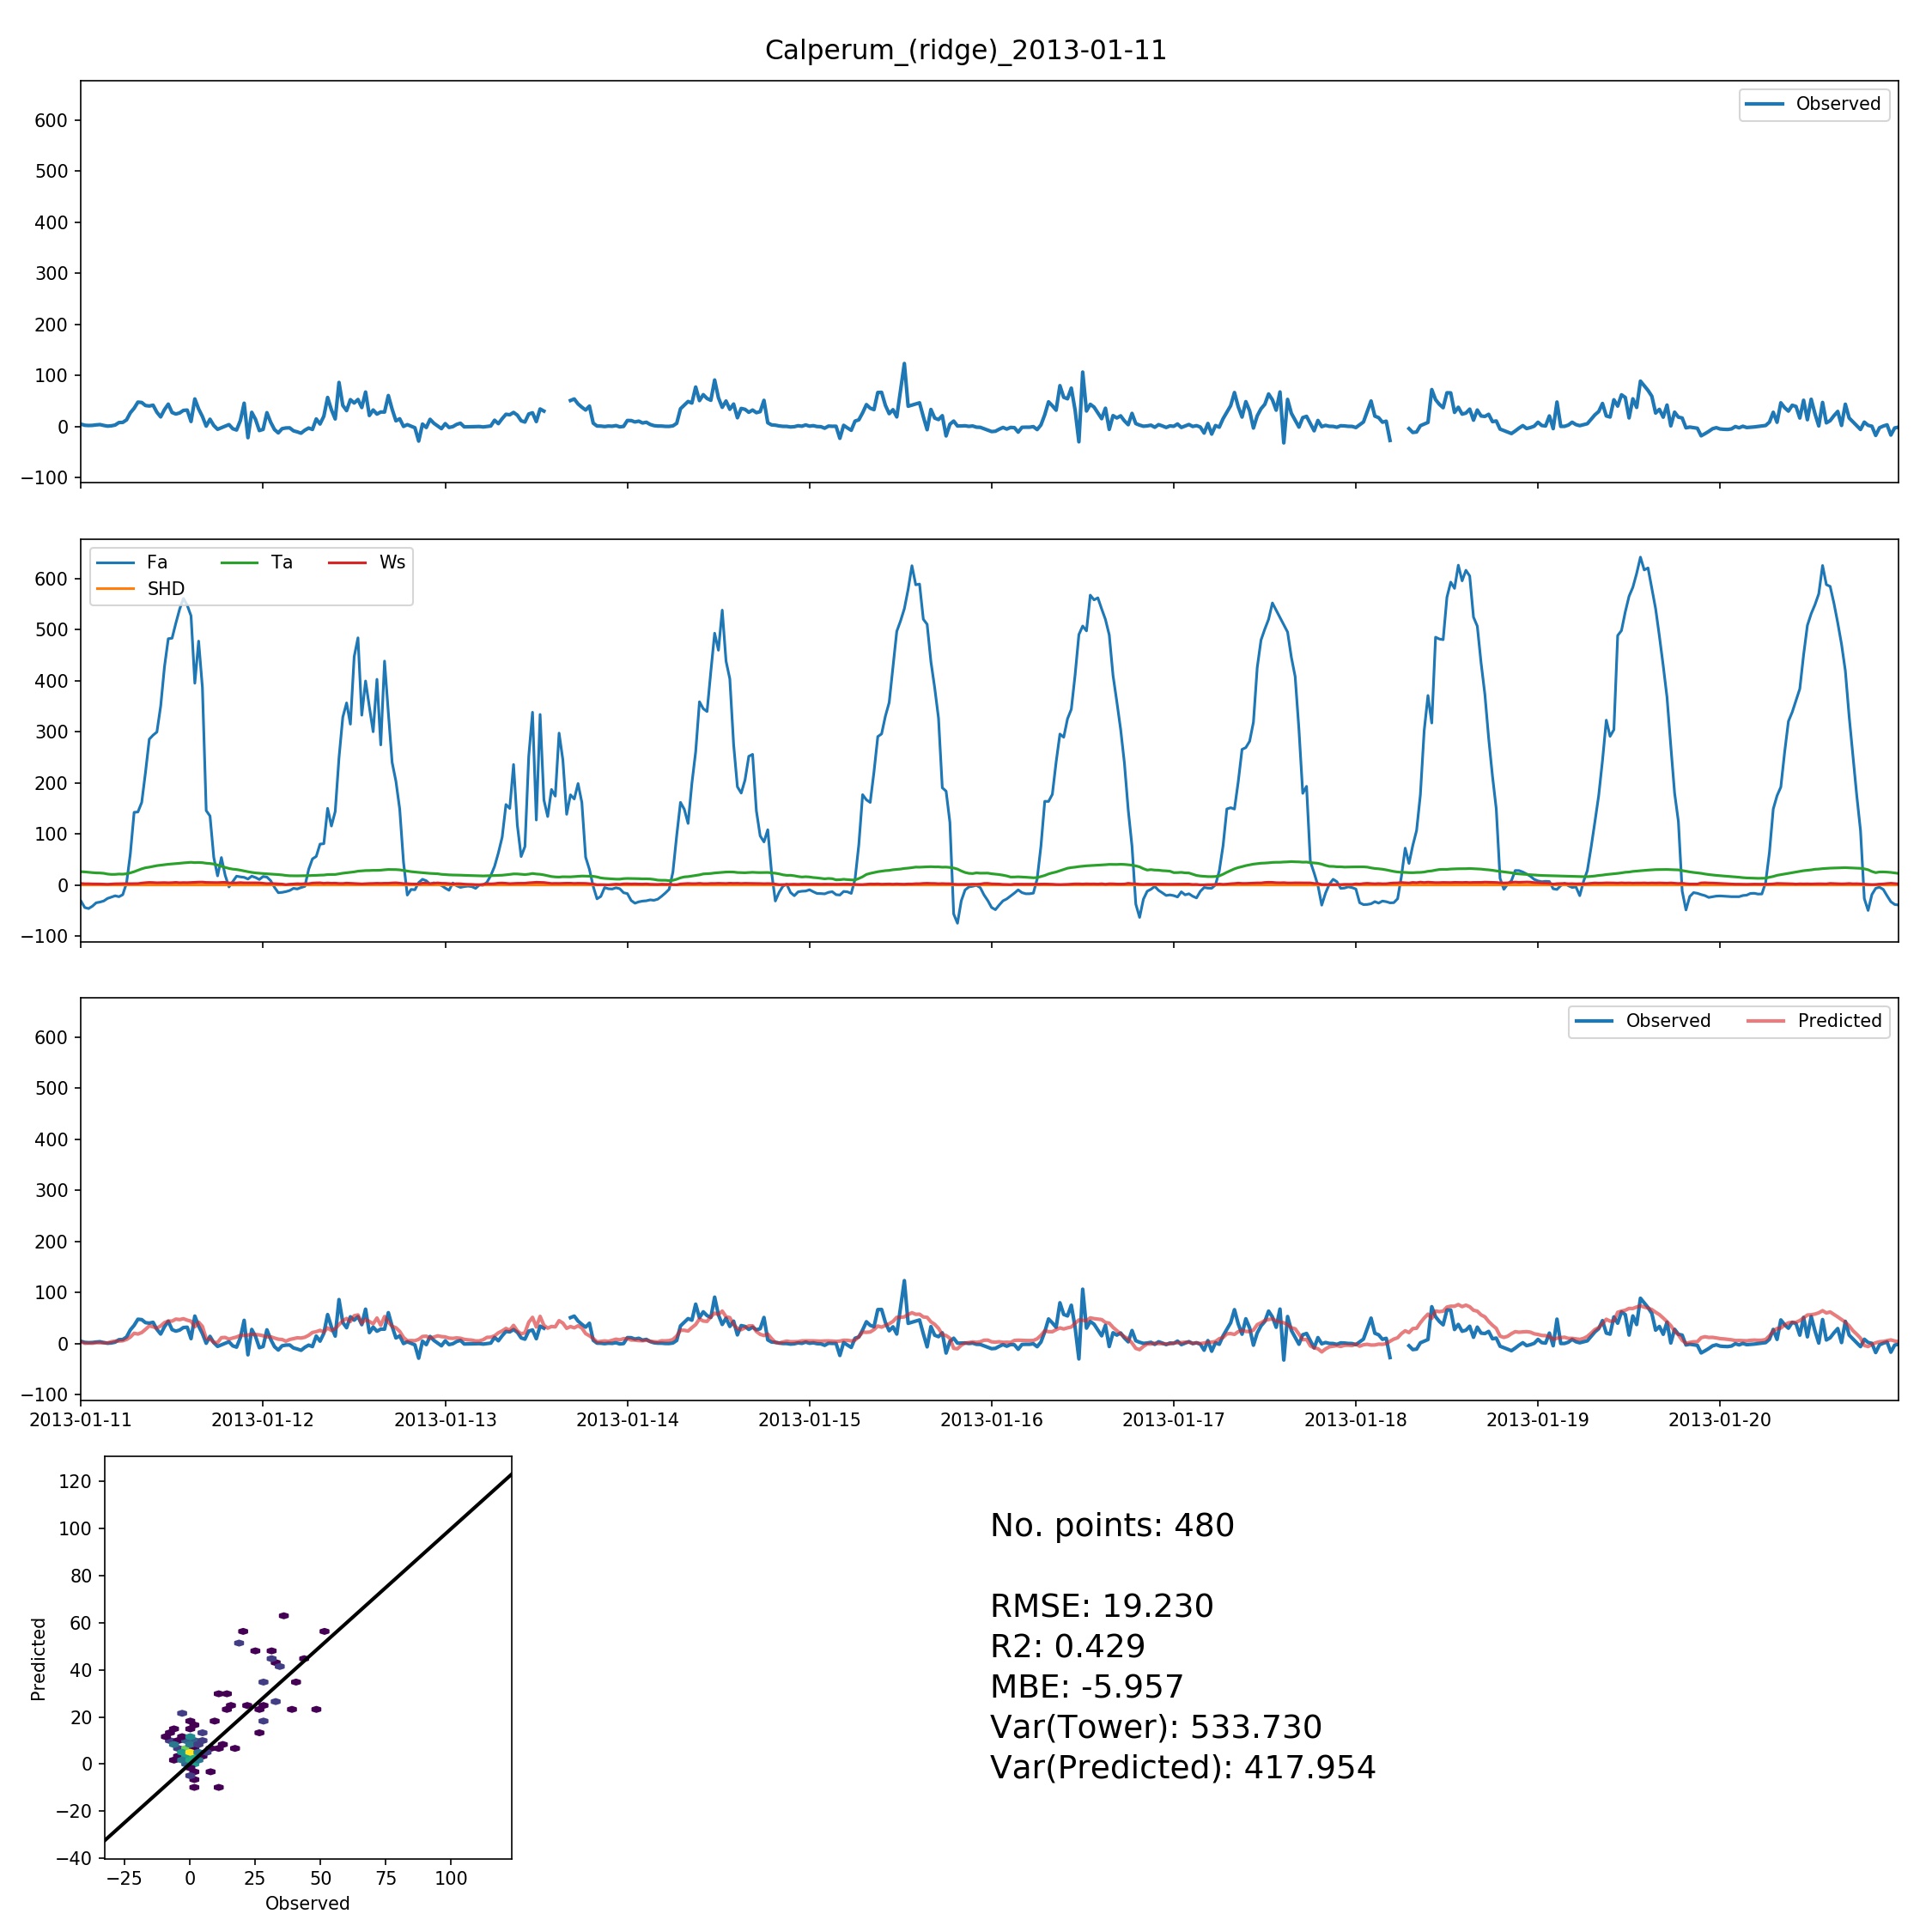 Calperum_(ridge)_2013-01-11
600
500
400
300
200
100
0
−100
Observed
600
500
400
300
200
100
0
−100
Fa Ta Ws
SHD
600
500
400
300
200
100
0
−100
Observed Predicted
2013-01-11 2013-01-12 2013-01-13 2013-01-14 2013-01-15 2013-01-16 2013-01-17 2013-01-18 2013-01-19 2013-01-20
Predicted
120
100
80
60
40
20
0
−20
−40
−25 0 25 50 75 100
Observed
No. points: 480
RMSE: 19.230
R2: 0.429
MBE: -5.957
Var(Tower): 533.730
Var(Predicted): 417.954